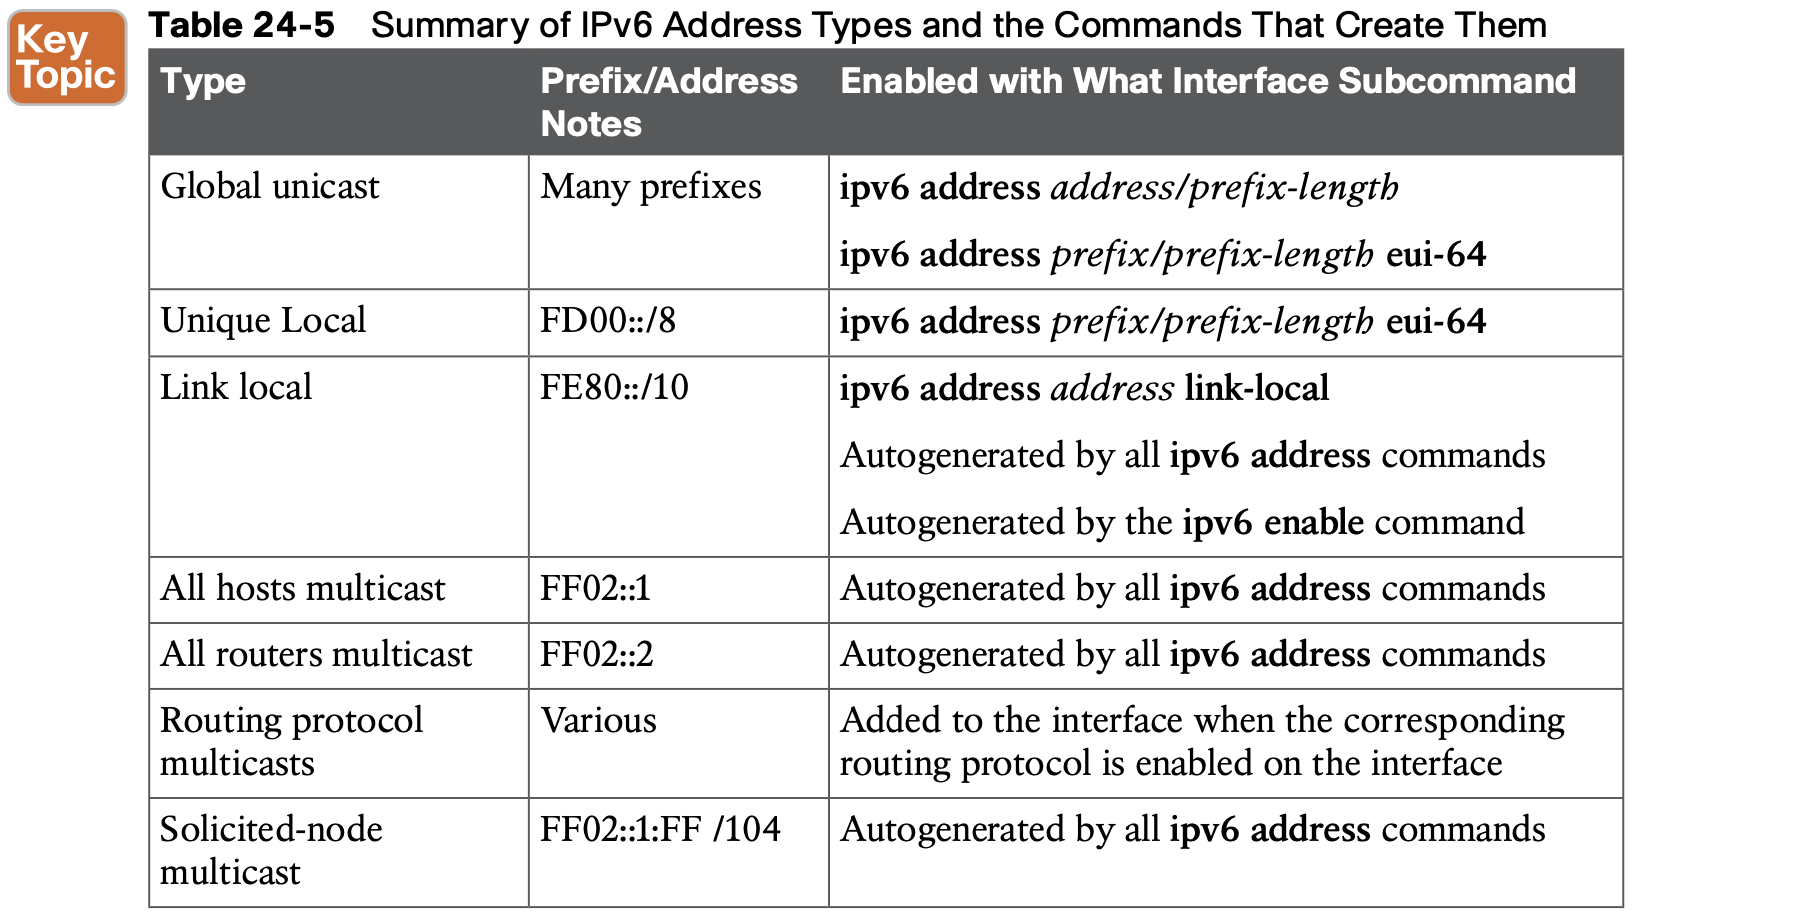 Key
Topic
Table 24-5 Summary of IPv6 Address Types and the Commands That Create Them
Type
Prefix/Address
Notes
Enabled with What Interface Subcommand
Global unicast
Many prefixes
ipv6 address address/prefix-length
ipv6 address prefix/prefix-length eui-64
Unique Local
FD00::/8
ipv6 address prefix/prefix-length eui-64
Link local
FE80::/10
ipv6 address address link-local
Autogenerated by all ipv6 address commands
Autogenerated by the ipv6 enable command
All hosts multicast
FF02::1
Autogenerated by all ipv6 address commands
All routers multicast
FF02::2
Autogenerated by all ipv6 address commands
Routing protocol
multicasts
Various
Added to the interface when the corresponding
routing protocol is enabled on the interface
Solicited-node
multicast
FF02::1:FF /104
Autogenerated by all ipv6 address commands